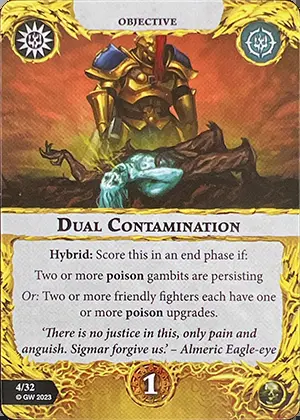 OBJECTIVE
DUAL CONTAMINATION
Hybrid: Score this in an end phase if:
Two or more poison gambits are persisting
Or: Two or more friendly fighters each have one
or more poison upgrades.
‘There is no justice in this, only pain and
anguish. Sigmar forgive us.’ – Almeric Eagle-eye
4/32
© GW 2023
1